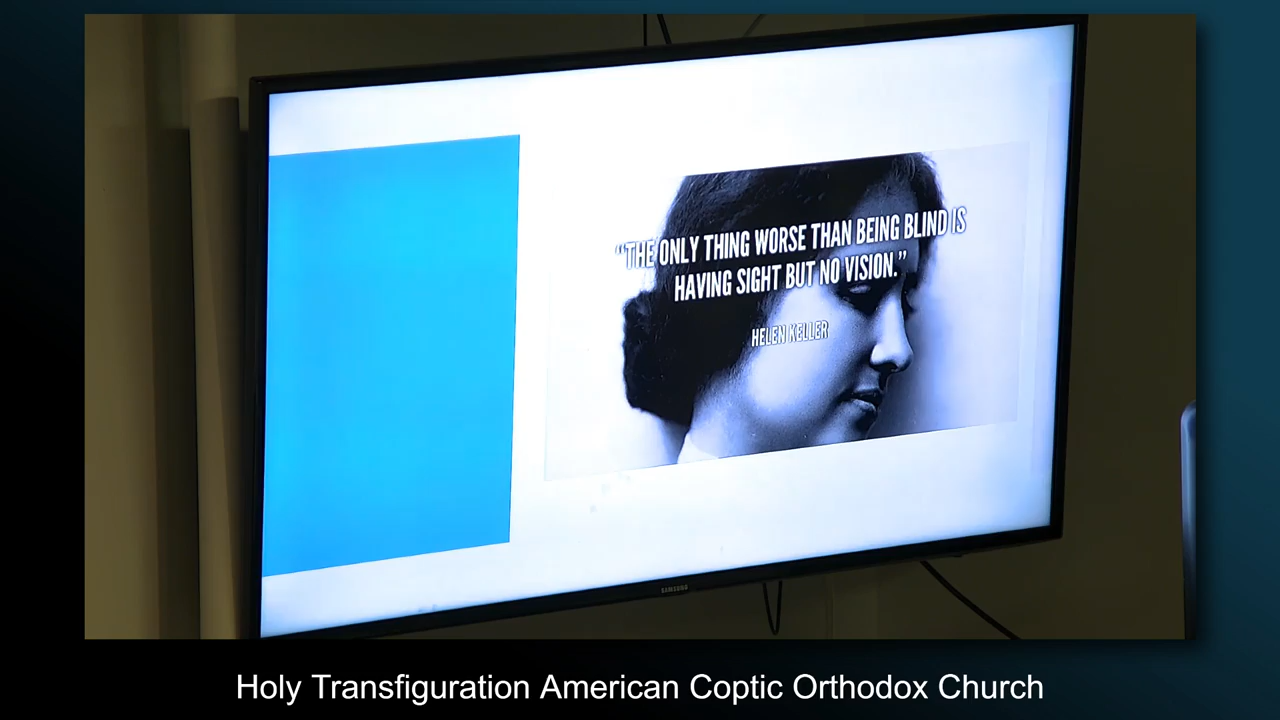 “THE ONLY THING WORSE THAN BEING BLIND IS
HAVING SIGHT BUT NO VISION.”
HELEN KELLER
SAMSUNG
Holy Transfiguration American Coptic Orthodox Church